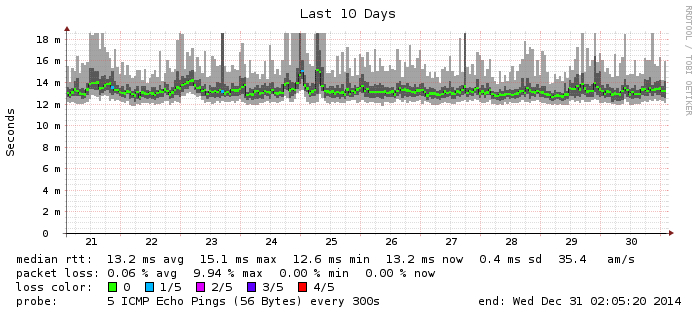 Last 10 Days
RRDTOOL / TOBI OETIKER
Seconds
18 m
16 m
14 m
12 m
10 m
8 m
6 m
4 m
2 m
0
21 22 23 24 25 26 27 28 29 30
median rtt: 13.2 ms avg 15.1 ms max 12.6 ms min 13.2 ms now 0.4 ms sd 35.4 am/s
packet loss: 0.06 % avg 9.94 % max 0.00 % min 0.00 % now
loss color: 0 1/5 2/5 3/5 4/5
probe: 5 ICMP Echo Pings (56 Bytes) every 300s end: Wed Dec 31 02:05:20 2014